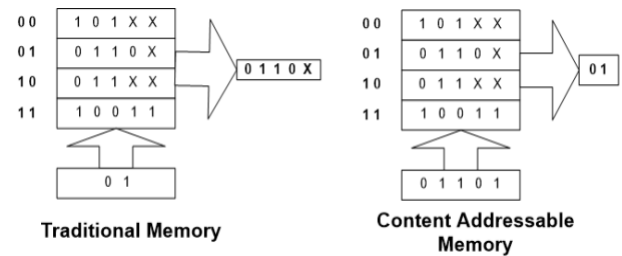 00 1 0 1 X X
01 0 1 1 0 X
10 0 1 1 X X
11 1 0 0 1 1
0 1 1 0 X
0 1
Traditional Memory
00 1 0 1 X X
01 0 1 1 0 X
10 0 1 1 X X
11 1 0 0 1 1
0 1
0 1 1 0 1
Content Addressable
Memory